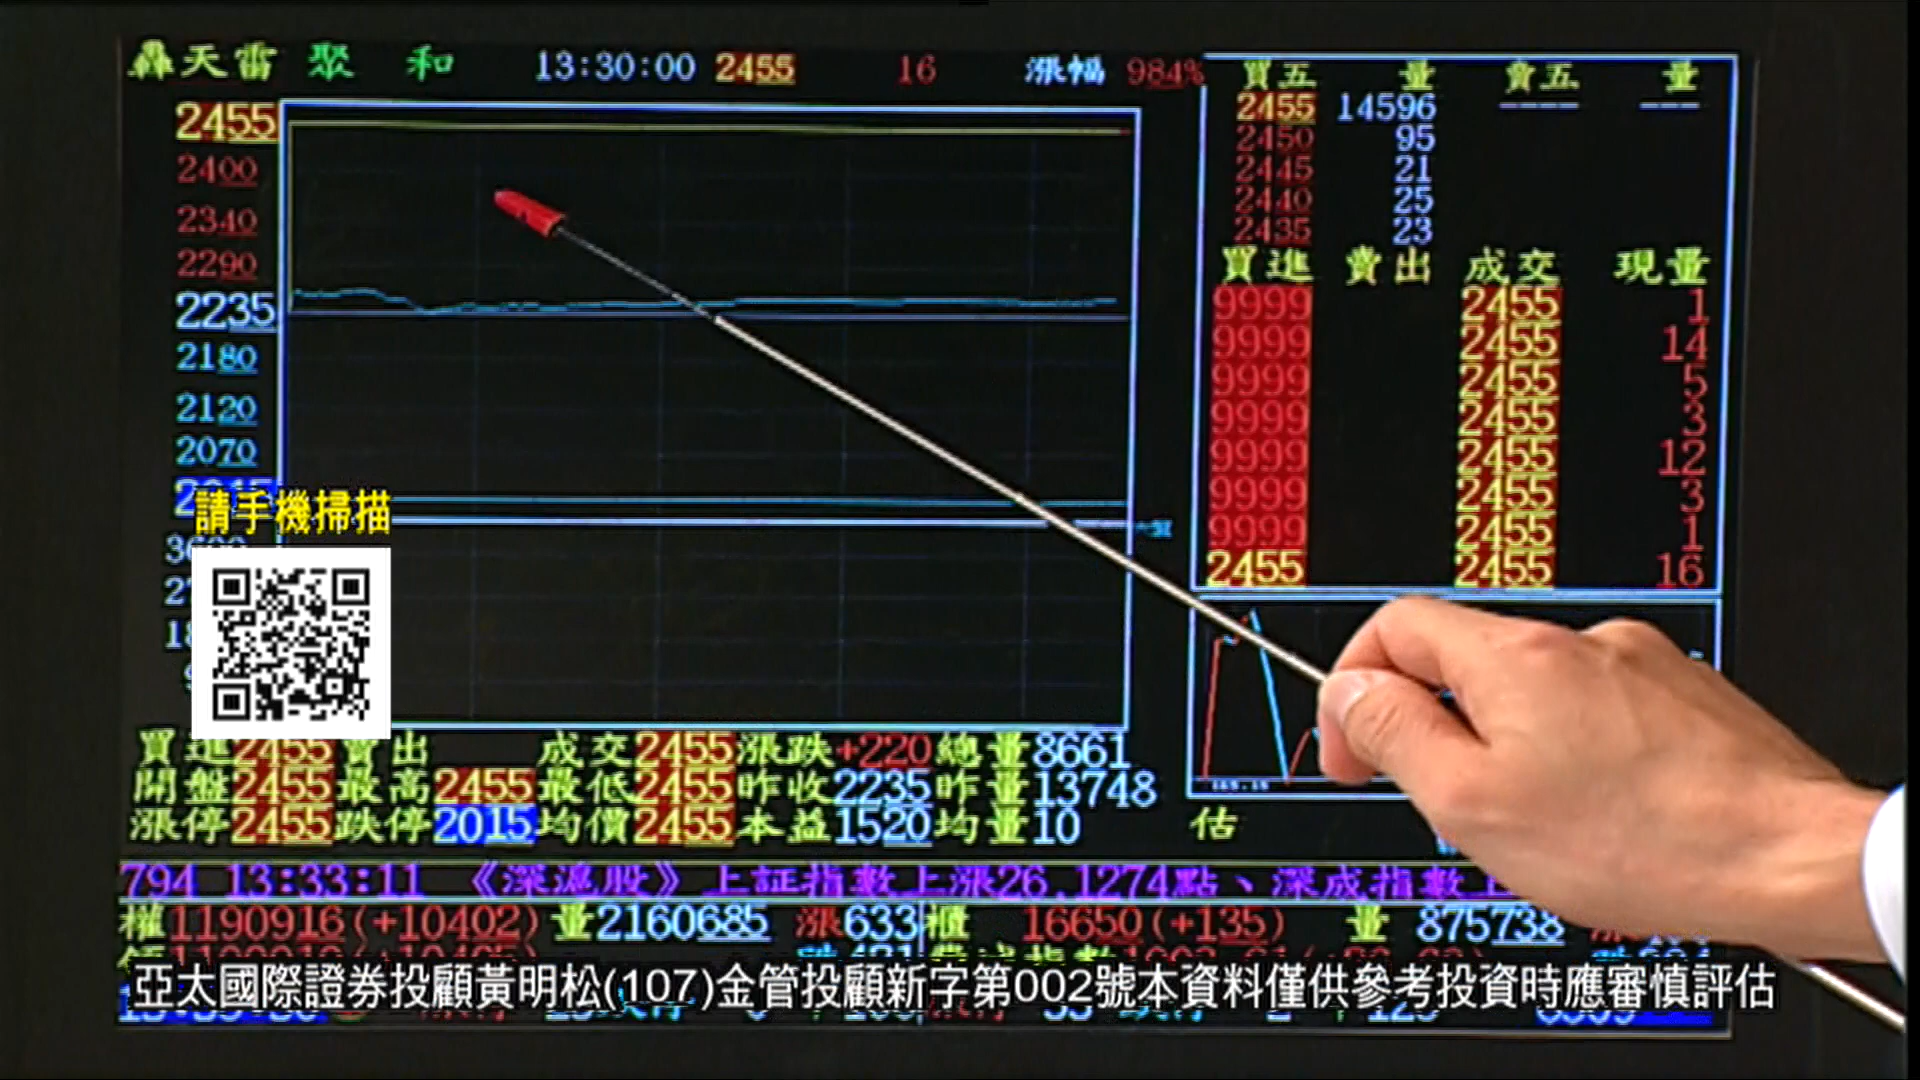 轟天雷 聚 和 13:30:00 2455 16 漲幅 984%
買五 量 賣五 量
2455 14596 ---- ---
2450 95
2445 21
2440 25
2435 23
買進 賣出 成交 現量
9999 2455 1
9999 2455 14
9999 2455 5
9999 2455 3
9999 2455 12
9999 2455 3
9999 2455 1
2455 2455 16
2455
2400
2340
2290
2235
2180
2120
2070
請手機掃描
買進2455賣出 成交2455漲跌+220總量8661
開盤2455最高2455最低2455昨收2235昨量13748
漲停2455跌停2015均價2455本益1520均量10
估
794 13:33:11 《深滬股》上証指數上漲26.1274點、深成指數上
權1190916(+10402) 量2160685 漲633 櫃 16650(+135) 量 875738
亞太國際證券投顧黃明松(107)金管投顧新字第002號本資料僅供參考投資時應審慎評估